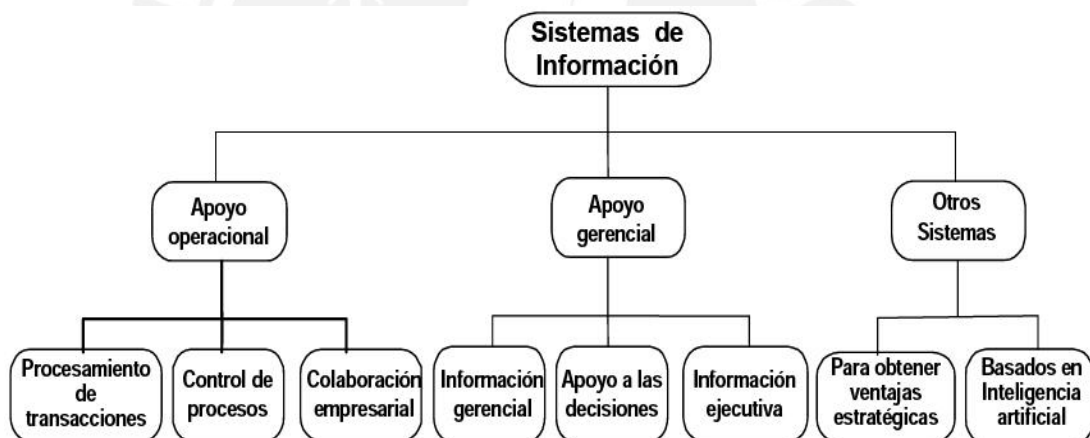 Sistemas de
Información
Apoyo
operacional
Apoyo
gerencial
Otros
Sistemas
Procesamiento
de
transacciones
Control de
procesos
Colaboración
empresarial
Información
gerencial
Apoyo a las
decisiones
Información
ejecutiva
Para obtener
ventajas
estratégicas
Basados en
Inteligencia
artificial